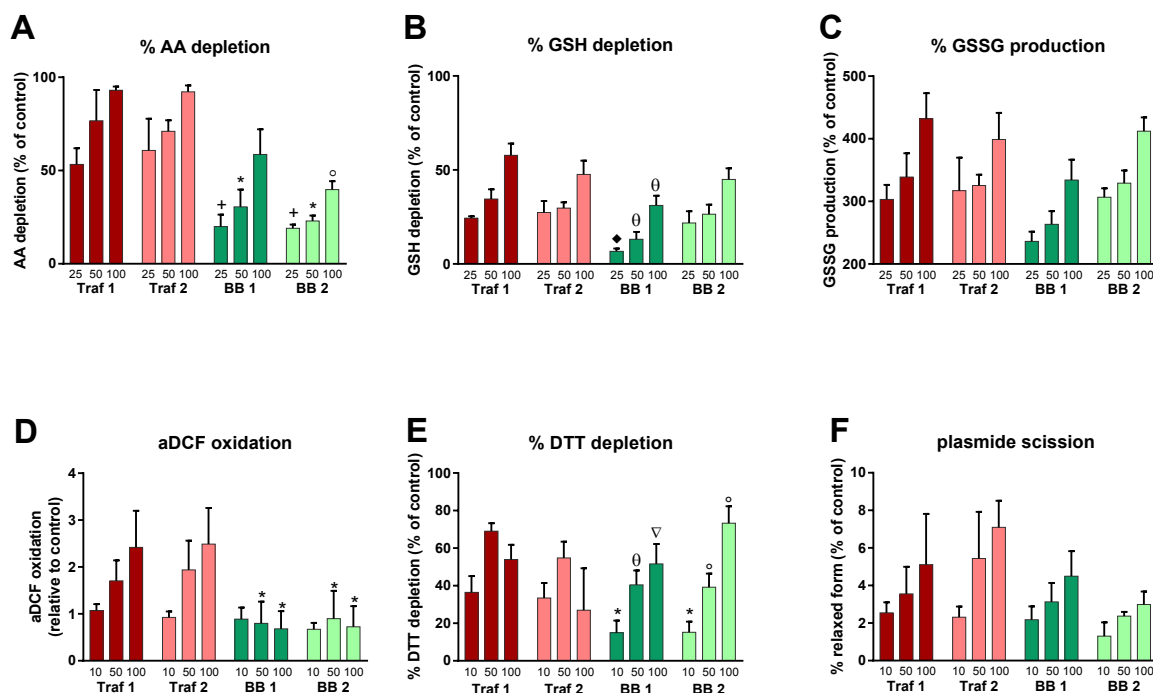 A
% AA depletion
AA depletion (% of control)
100
50
0
+ * + * °
25 50 100 25 50 100 25 50 100 25 50 100
Traf 1 Traf 2 BB 1 BB 2
B
% GSH depletion
GSH depletion (% of control)
100
50
0
◆ θ θ
25 50 100 25 50 100 25 50 100 25 50 100
Traf 1 Traf 2 BB 1 BB 2
C
% GSSG production
GSSG production (% of control)
500
400
300
200
25 50 100 25 50 100 25 50 100 25 50 100
Traf 1 Traf 2 BB 1 BB 2
D
aDCF oxidation
aDCF oxidation
(relative to control)
4
3
2
1
0
* * * *
10 50 100 10 50 100 10 50 100 10 50 100
Traf 1 Traf 2 BB 1 BB 2
E
% DTT depletion
% DTT depletion (% of control)
100
80
60
40
20
0
* θ ∇ * ° °
10 50 100 10 50 100 10 50 100 10 50 100
Traf 1 Traf 2 BB 1 BB 2
F
plasmide scission
% relaxed form (% of control)
10
8
6
4
2
0
10 50 100 10 50 100 10 50 100 10 50 100
Traf 1 Traf 2 BB 1 BB 2